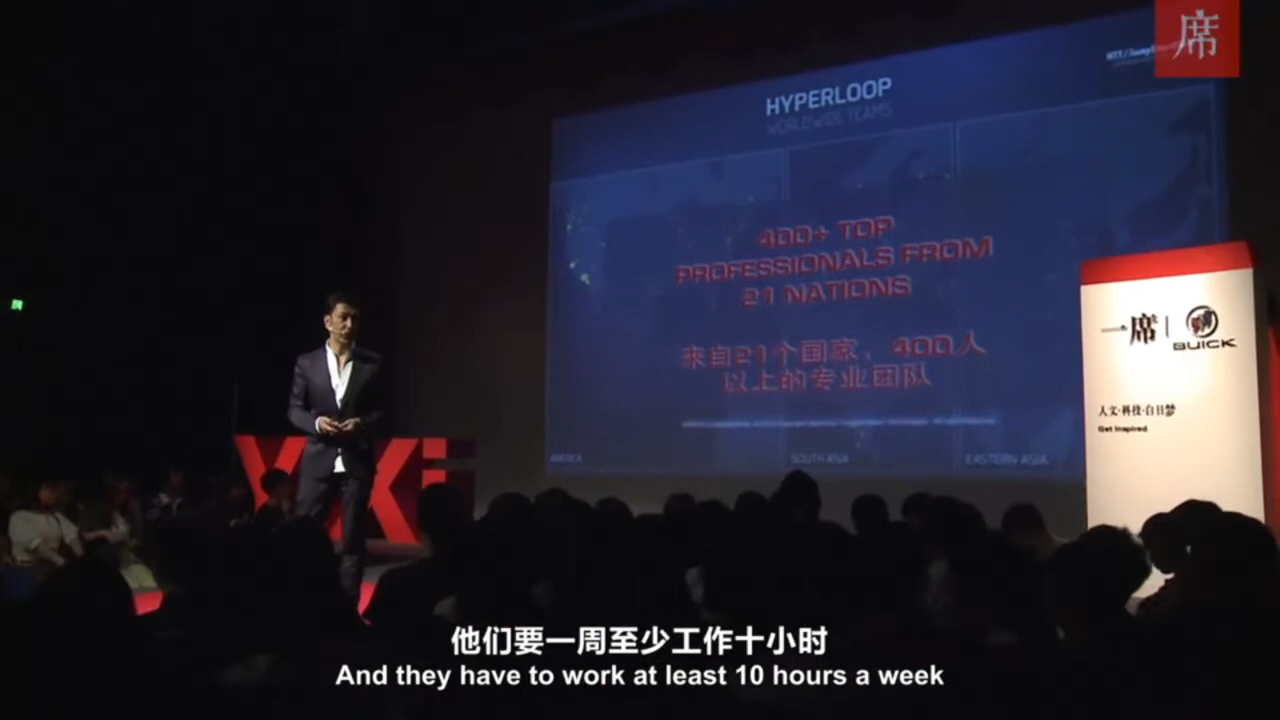 席
HYPERLOOP
WORLDWIDE TEAMS
400+ TOP
PROFESSIONALS FROM
21 NATIONS
来自21个国家，400人
以上的专业团队
SOUTH ASIA
EASTERN ASIA
一席
BUICK
人文·科技·白日梦
Get Inspired
YiXi
他们要一周至少工作十小时
And they have to work at least 10 hours a week